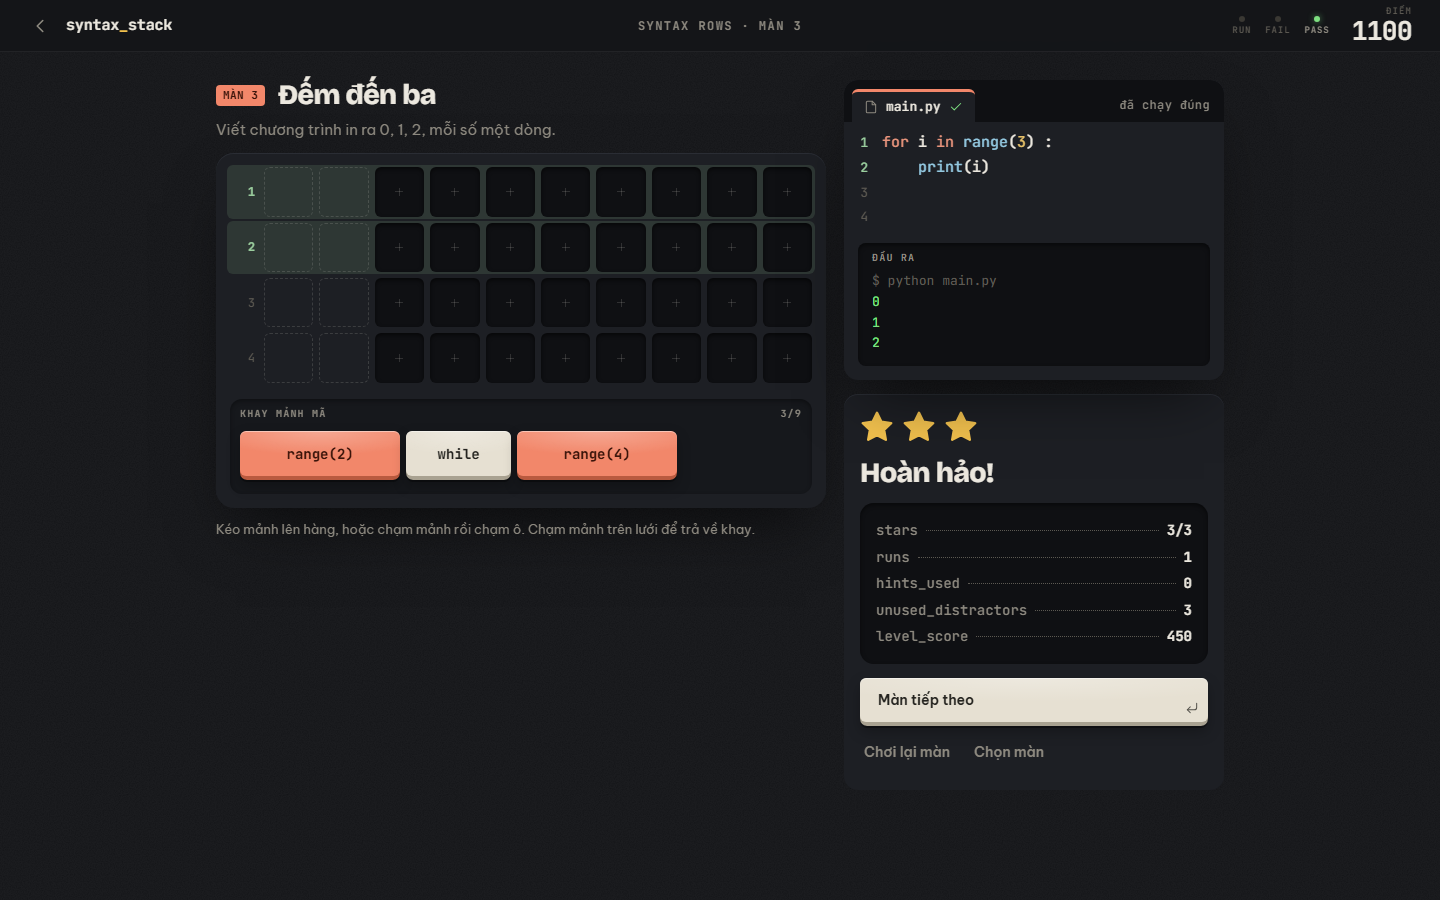 syntax_stack
SYNTAX ROWS · MÀN 3
RUN FAIL PASS
ĐIỂM
1100
MÀN 3 Đếm đến ba
Viết chương trình in ra 0, 1, 2, mỗi số một dòng.
1
2
3
4
KHAY MẢNH MÃ 3/9
range(2) while range(4)
Kéo mảnh lên hàng, hoặc chạm mảnh rồi chạm ô. Chạm mảnh trên lưới để trả về khay.
main.py đã chạy đúng
1 for i in range(3) :
2 print(i)
3
4
ĐẦU RA
$ python main.py
0
1
2
Hoàn hảo!
stars 3/3
runs 1
hints_used 0
unused_distractors 3
level_score 450
Màn tiếp theo
Chơi lại màn Chọn màn